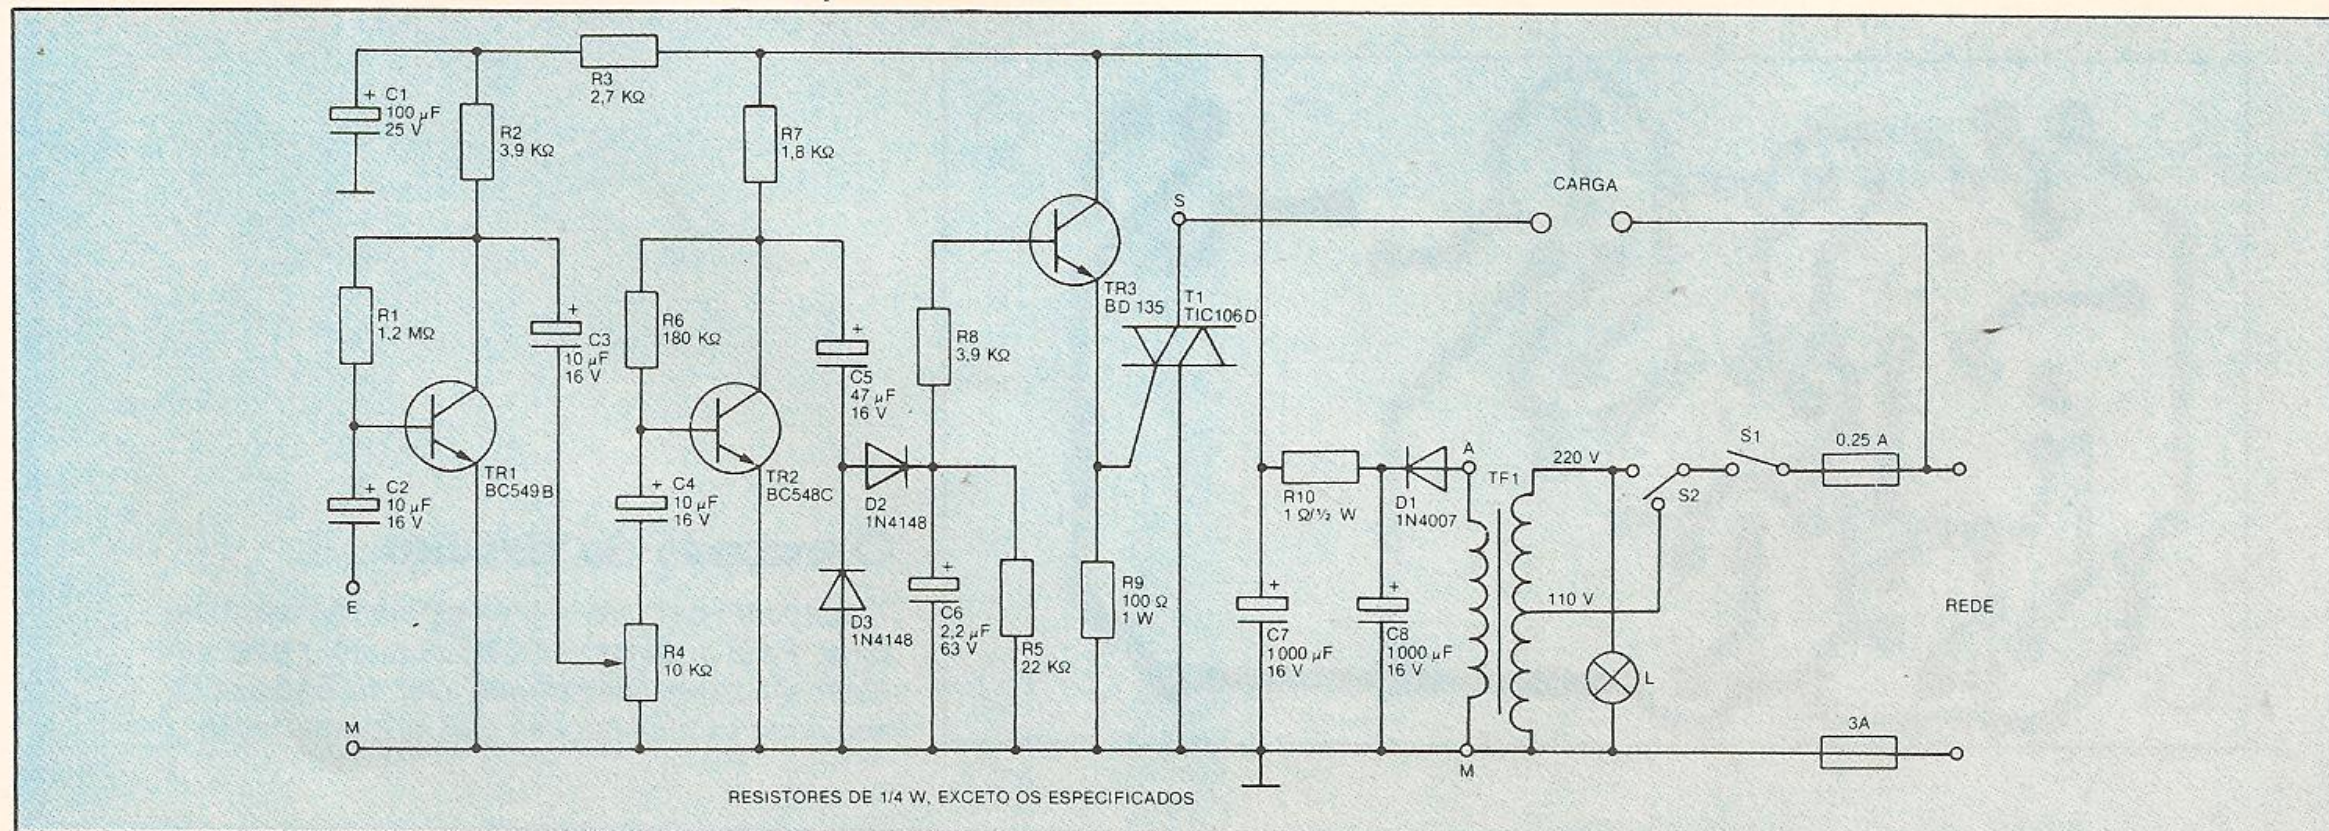 R3
2,7 KΩ
+ C1
100 µF
25 V
R2
3,9 KΩ
R7
1,8 KΩ
CARGA
S
R1
1,2 MΩ
+
C3
10 µF
16 V
R6
180 KΩ
+
C5
47 µF
16 V
R8
3,9 KΩ
TR3
BD 135
T1
TIC106D
TR1
BC549B
+ C2
10 µF
16 V
E
+ C4
10 µF
16 V
TR2
BC548C
D2
1N4148
D3
1N4148
+
C6
2,2 µF
63 V
R5
22 KΩ
R9
100 Ω
1 W
R10
1 Ω/½ W
D1
1N4007
A
TF1
220 V
S2
S1
0,25 A
110 V
REDE
+
C7
1000 µF
16 V
+
C8
1000 µF
16 V
R4
10 KΩ
L
M
M
3A
RESISTORES DE 1/4 W, EXCETO OS ESPECIFICADOS